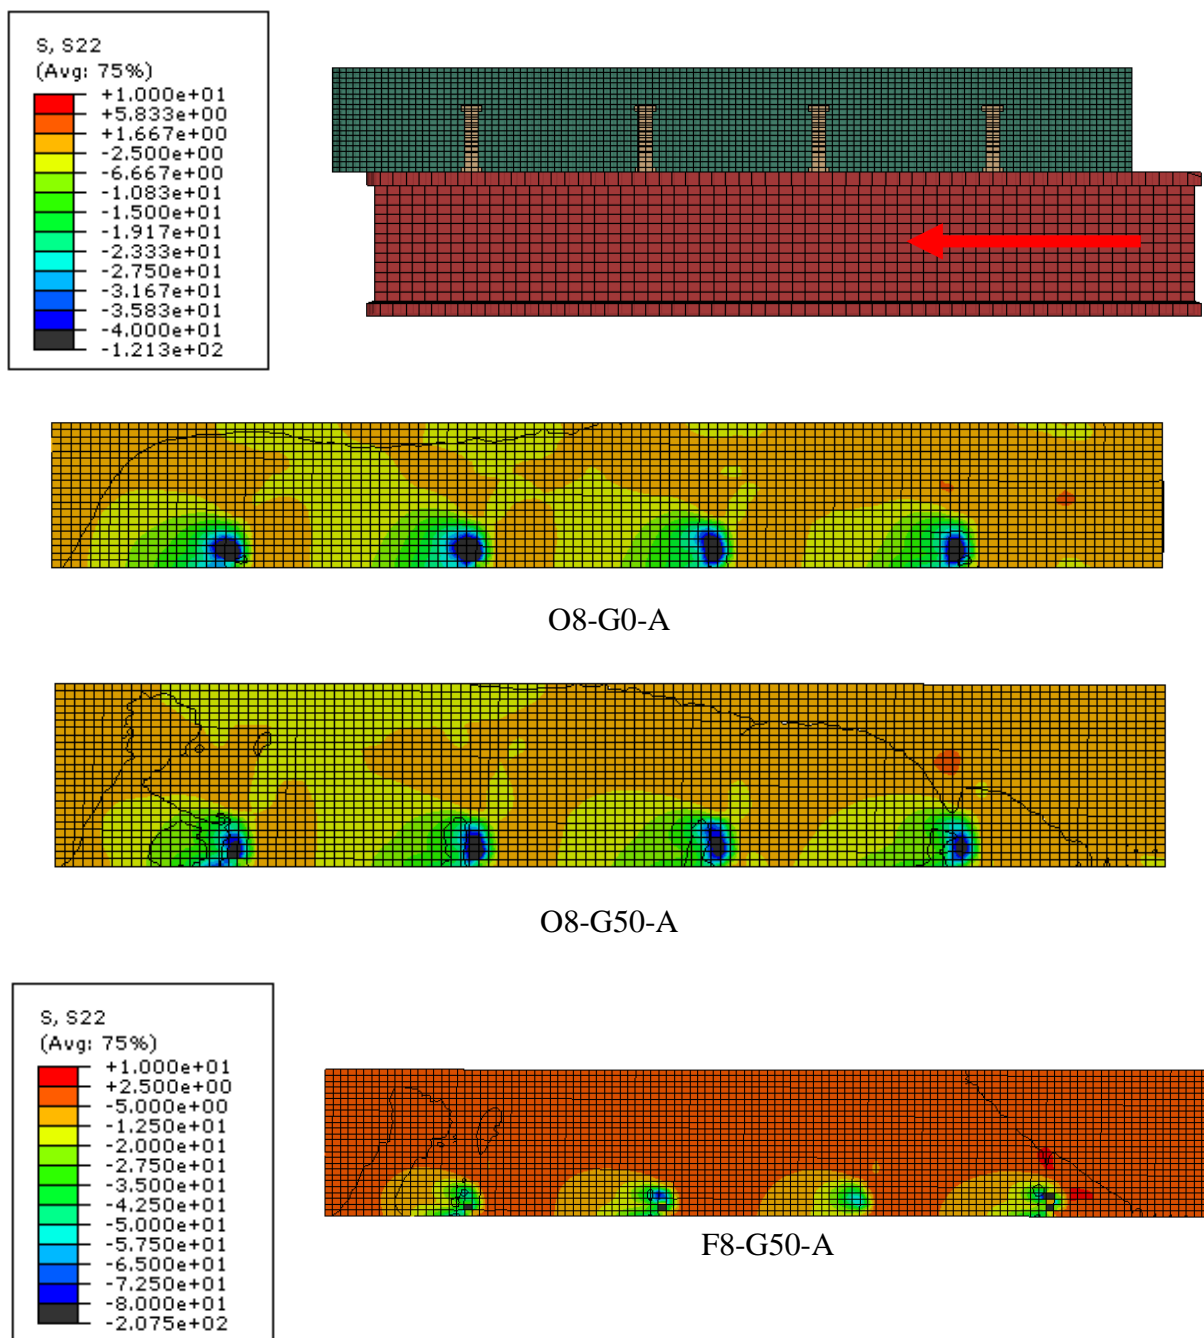 S, S22
(Avg: 75%)
+1.000e+01
+5.833e+00
+1.667e+00
-2.500e+00
-6.667e+00
-1.083e+01
-1.500e+01
-1.917e+01
-2.333e+01
-2.750e+01
-3.167e+01
-3.583e+01
-4.000e+01
-1.213e+02
O8-G0-A
O8-G50-A
S, S22
(Avg: 75%)
+1.000e+01
+2.500e+00
-5.000e+00
-1.250e+01
-2.000e+01
-2.750e+01
-3.500e+01
-4.250e+01
-5.000e+01
-5.750e+01
-6.500e+01
-7.250e+01
-8.000e+01
-2.075e+02
F8-G50-A